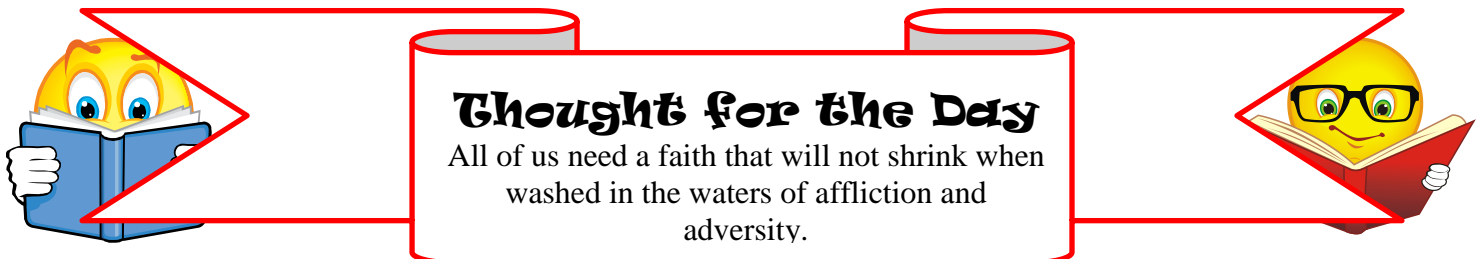 Thought for the Day
All of us need a faith that will not shrink when
washed in the waters of affliction and
adversity.